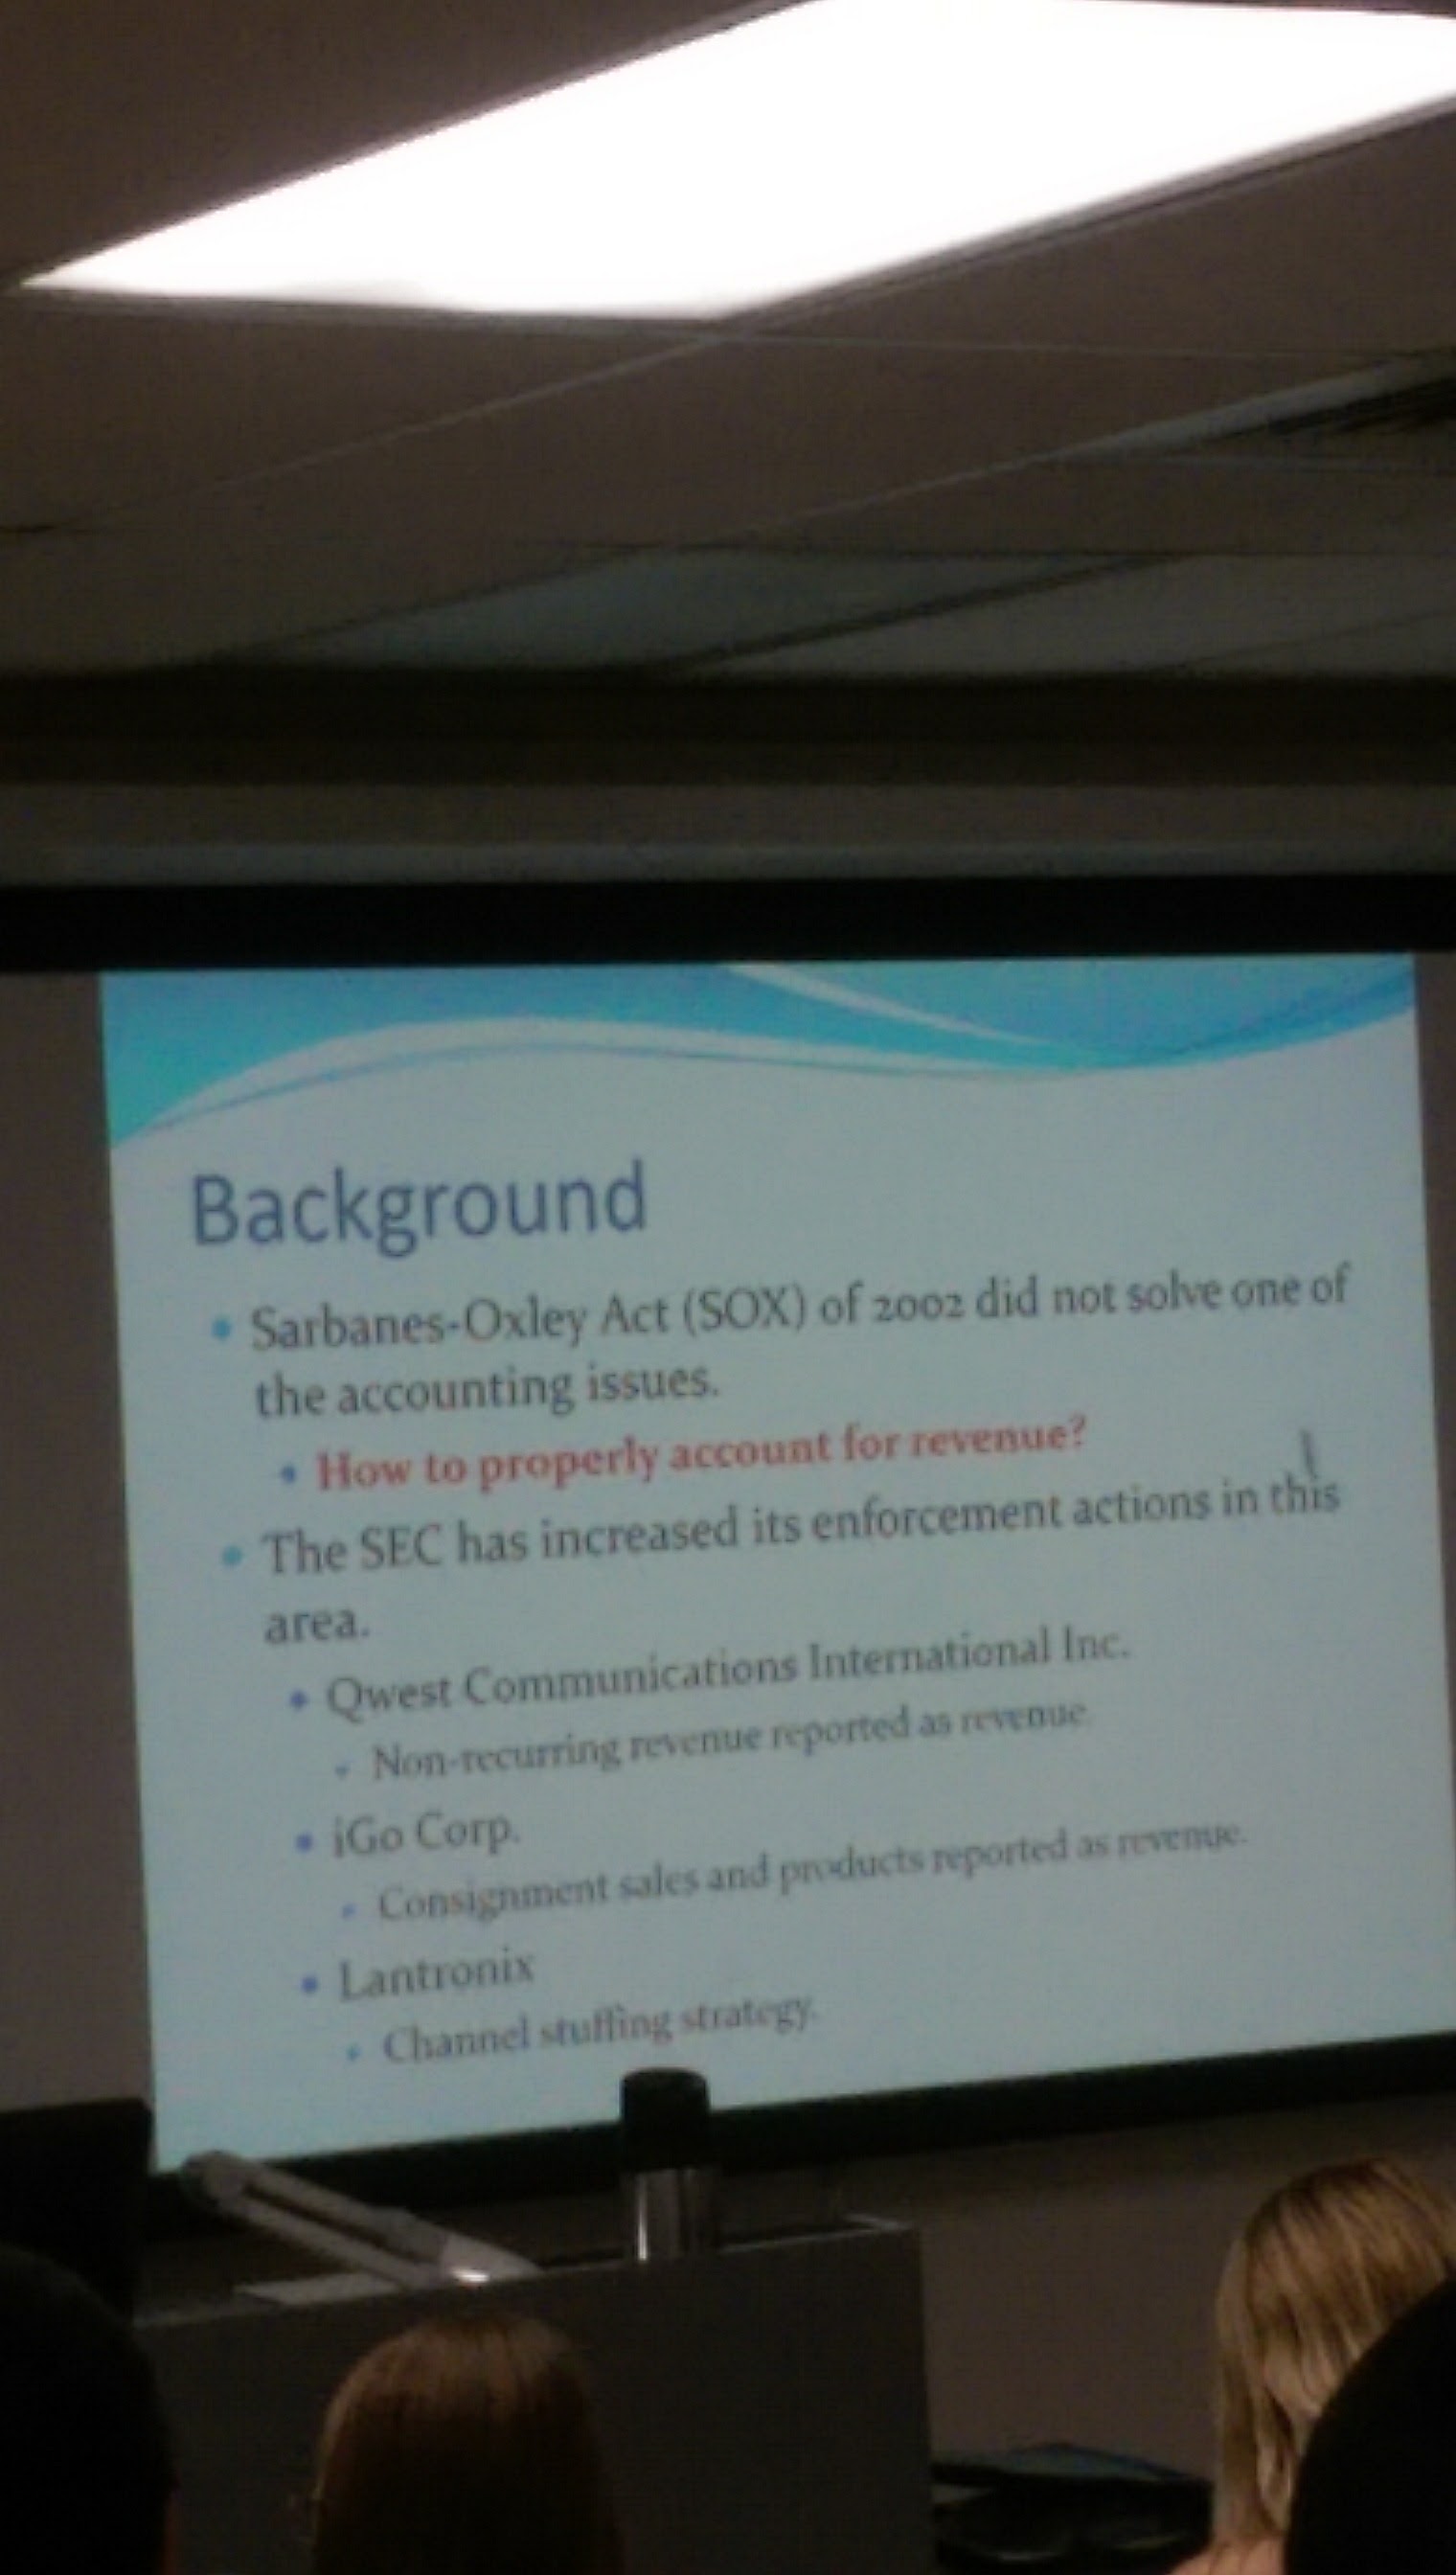 Background
• Sarbanes-Oxley Act (SOX) of 2002 did not solve one of
the accounting issues.
• How to properly account for revenue?
• The SEC has increased its enforcement actions in this
area.
• Qwest Communications International Inc.
• Non-recurring revenue reported as revenue.
• iGo Corp.
• Consignment sales and products reported as revenue.
• Lantronix
• Channel stuffing strategy.